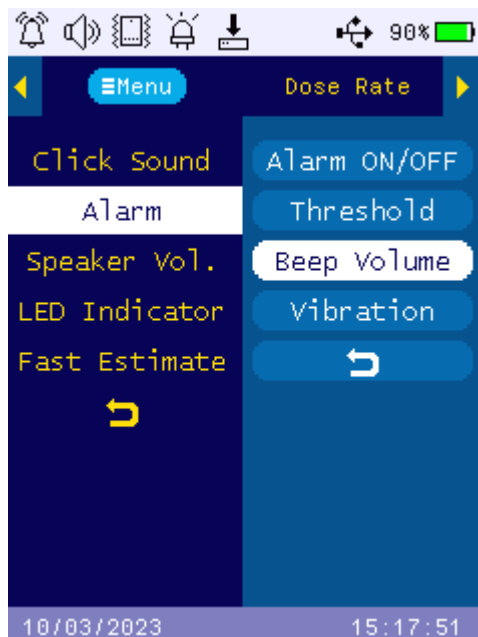 90%
≡Menu
Dose Rate
Click Sound
Alarm
Speaker Vol.
LED Indicator
Fast Estimate
Alarm ON/OFF
Threshold
Beep Volume
Vibration
10/03/2023
15:17:51